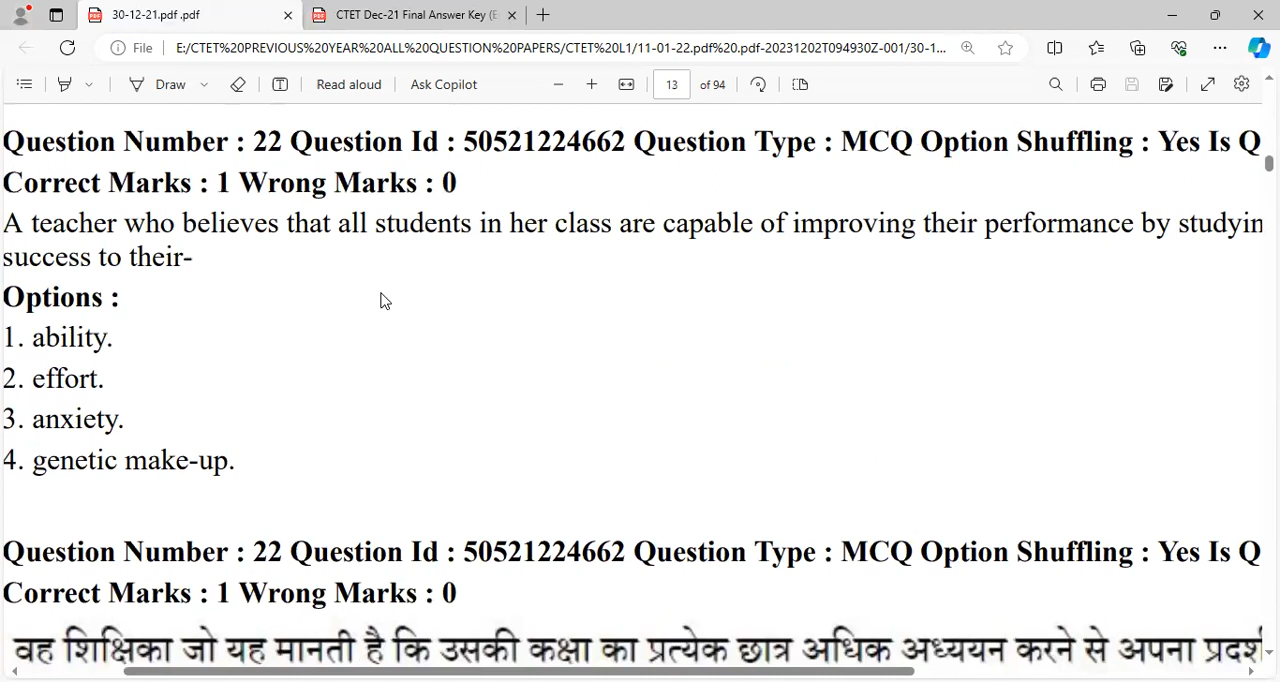 30-12-21.pdf .pdf
CTET Dec-21 Final Answer Key (E
File
E:/CTET%20PREVIOUS%20YEAR%20ALL%20QUESTION%20PAPERS/CTET%20L1/11-01-22.pdf%20.pdf-20231202T094930Z-001/30-1...
Draw
Read aloud
Ask Copilot
13 of 94
Question Number : 22 Question Id : 50521224662 Question Type : MCQ Option Shuffling : Yes Is Q
Correct Marks : 1 Wrong Marks : 0
A teacher who believes that all students in her class are capable of improving their performance by studyin
success to their-
Options :
1. ability.
2. effort.
3. anxiety.
4. genetic make-up.
Question Number : 22 Question Id : 50521224662 Question Type : MCQ Option Shuffling : Yes Is Q
Correct Marks : 1 Wrong Marks : 0
वह शिक्षिका जो यह मानती है कि उसकी कक्षा का प्रत्येक छात्र अधिक अध्ययन करने से अपना प्रदर्श